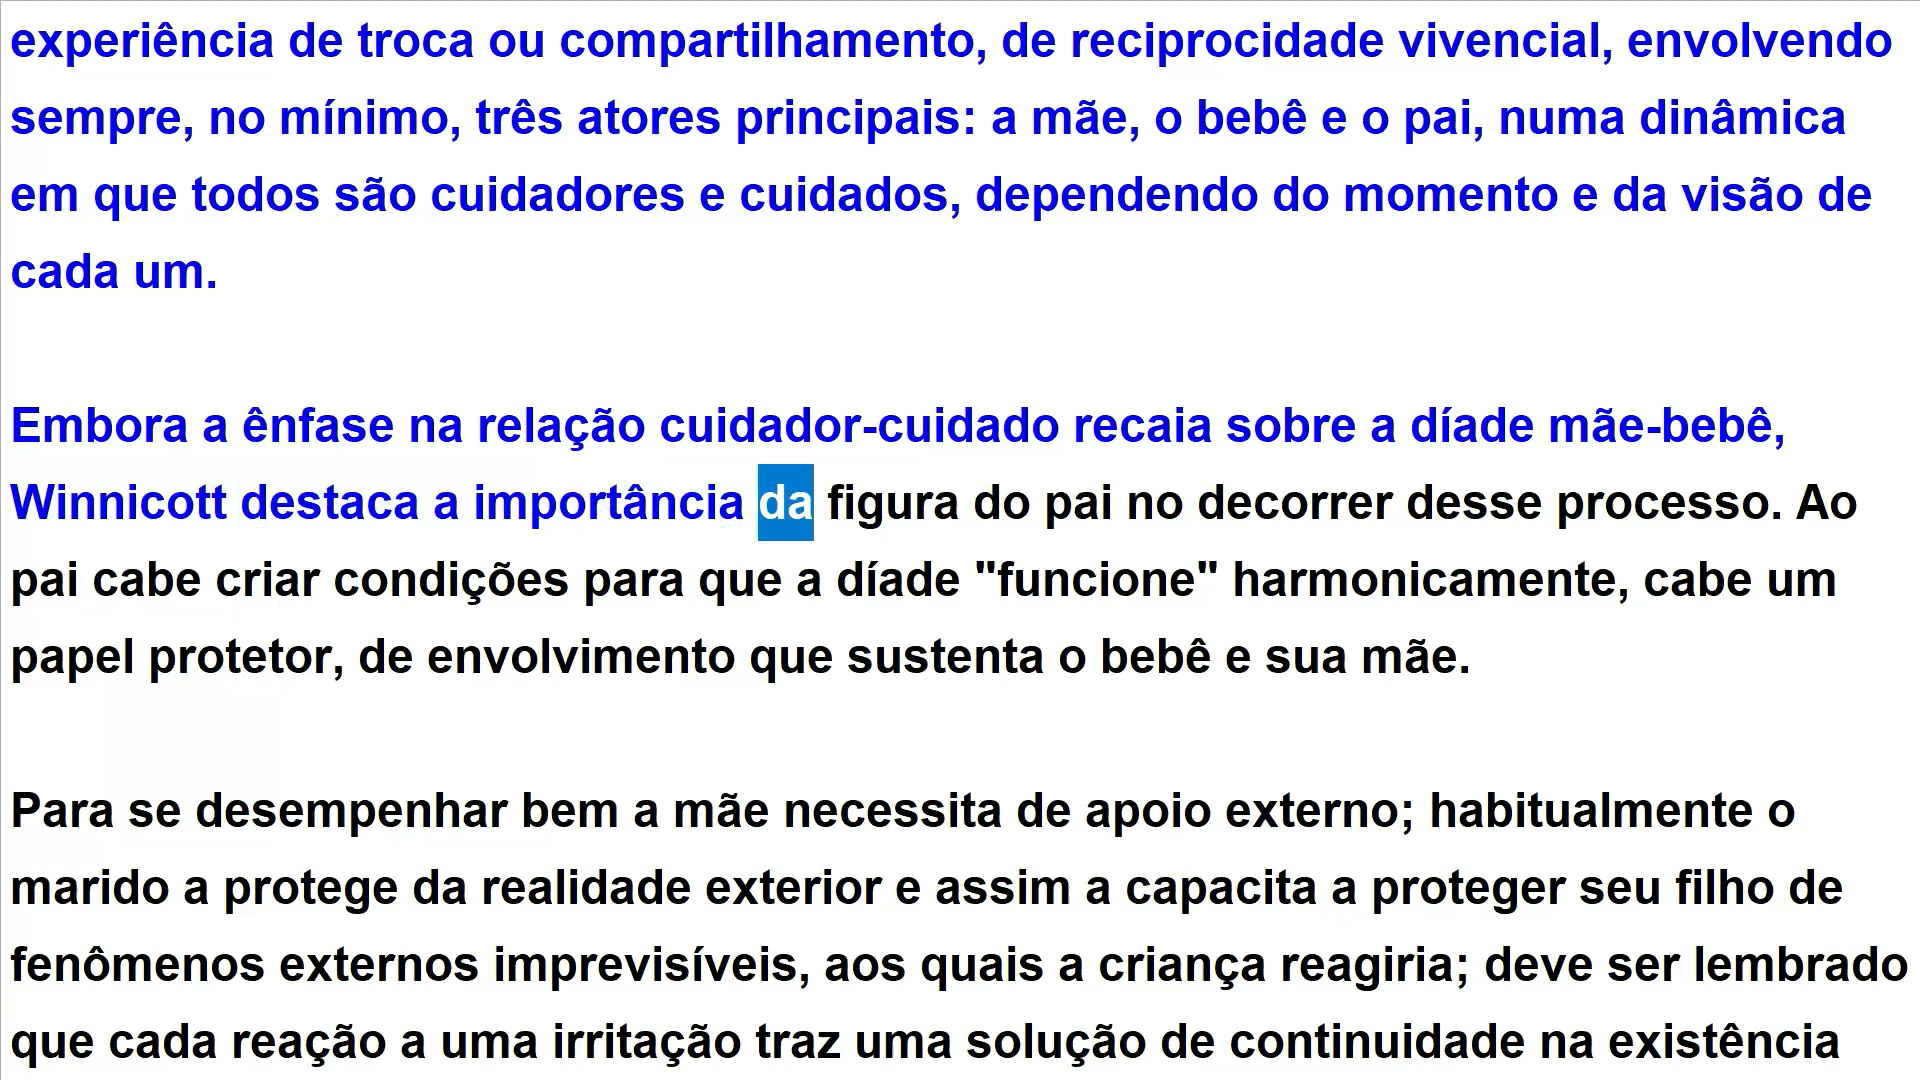 experiência de troca ou compartilhamento, de reciprocidade vivencial, envolvendo
sempre, no mínimo, três atores principais: a mãe, o bebê e o pai, numa dinâmica
em que todos são cuidadores e cuidados, dependendo do momento e da visão de
cada um.
Embora a ênfase na relação cuidador-cuidado recaia sobre a díade mãe-bebê,
Winnicott destaca a importância da figura do pai no decorrer desse processo. Ao
pai cabe criar condições para que a díade "funcione" harmonicamente, cabe um
papel protetor, de envolvimento que sustenta o bebê e sua mãe.
Para se desempenhar bem a mãe necessita de apoio externo; habitualmente o
marido a protege da realidade exterior e assim a capacita a proteger seu filho de
fenômenos externos imprevisíveis, aos quais a criança reagiria; deve ser lembrado
que cada reação a uma irritação traz uma solução de continuidade na existência